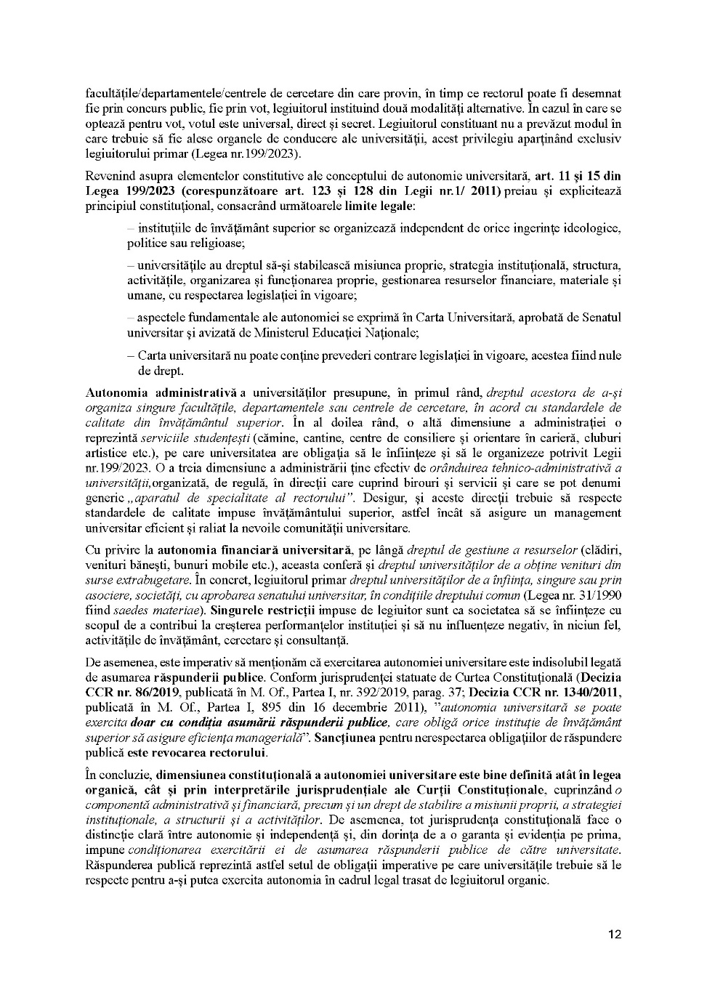 facultățile/departamentele/centrele de cercetare din care provin, în timp ce rectorul poate fi desemnat
fie prin concurs public, fie prin vot, legiuitorul instituind două modalități alternative. În cazul în care se
optează pentru vot, votul este universal, direct și secret. Legiuitorul constituant nu a prevăzut modul în
care trebuie să fie alese organele de conducere ale universității, acest privilegiu aparținând exclusiv
legiuitorului primar (Legea nr.199/2023).
Revenind asupra elementelor constitutive ale conceptului de autonomie universitară, art. 11 și 15 din
Legea 199/2023 (corespunzătoare art. 123 și 128 din Legii nr.1/ 2011) preiau și explicitează
principiul constituțional, consacrând următoarele limite legale:
– instituțiile de învățământ superior se organizează independent de orice ingerințe ideologice,
politice sau religioase;
– universitățile au dreptul să-și stabilească misiunea proprie, strategia instituțională, structura,
activitățile, organizarea și funcționarea proprie, gestionarea resurselor financiare, materiale și
umane, cu respectarea legislației în vigoare;
– aspectele fundamentale ale autonomiei se exprimă în Carta Universitară, aprobată de Senatul
universitar și avizată de Ministerul Educației Naționale;
– Carta universitară nu poate conține prevederi contrare legislației în vigoare, acestea fiind nule
de drept.
Autonomia administrativă a universităților presupune, în primul rând, dreptul acestora de a-și
organiza singure facultățile, departamentele sau centrele de cercetare, în acord cu standardele de
calitate din învățământul superior. În al doilea rând, o altă dimensiune a administrației o
reprezintă serviciile studențești (cămine, cantine, centre de consiliere și orientare în carieră, cluburi
artistice etc.), pe care universitatea are obligația să le înființeze și să le organizeze potrivit Legii
nr.199/2023. O a treia dimensiune a administrării ține efectiv de orânduirea tehnico-administrativă a
universității,organizată, de regulă, în direcții care cuprind birouri și servicii și care se pot denumi
generic „aparatul de specialitate al rectorului”. Desigur, și aceste direcții trebuie să respecte
standardele de calitate impuse învățământului superior, astfel încât să asigure un management
universitar eficient și raliat la nevoile comunității universitare.
Cu privire la autonomia financiară universitară, pe lângă dreptul de gestiune a resurselor (clădiri,
venituri bănești, bunuri mobile etc.), aceasta conferă și dreptul universităților de a obține venituri din
surse extrabugetare. În concret, legiuitorul primar dreptul universităților de a înființa, singure sau prin
asociere, societăți, cu aprobarea senatului universitar, în condițiile dreptului comun (Legea nr. 31/1990
fiind saedes materiae). Singurele restricții impuse de legiuitor sunt ca societatea să se înființeze cu
scopul de a contribui la creșterea performanțelor instituției și să nu influențeze negativ, în niciun fel,
activitățile de învățământ, cercetare și consultanță.
De asemenea, este imperativ să menționăm că exercitarea autonomiei universitare este indisolubil legată
de asumarea răspunderii publice. Conform jurisprudenței statuate de Curtea Constituțională (Decizia
CCR nr. 86/2019, publicată în M. Of., Partea I, nr. 392/2019, parag. 37; Decizia CCR nr. 1340/2011,
publicată în M. Of., Partea I, 895 din 16 decembrie 2011), ”autonomia universitară se poate
exercita doar cu condiția asumării răspunderii publice, care obligă orice instituție de învățământ
superior să asigure eficiența managerială”. Sancțiunea pentru nerespectarea obligațiilor de răspundere
publică este revocarea rectorului.
În concluzie, dimensiunea constituțională a autonomiei universitare este bine definită atât în legea
organică, cât și prin interpretările jurisprudențiale ale Curții Constituționale, cuprinzând o
componentă administrativă și financiară, precum și un drept de stabilire a misiunii proprii, a strategiei
instituționale, a structurii și a activităților. De asemenea, tot jurisprudența constituțională face o
distincție clară între autonomie și independență și, din dorința de a o garanta și evidenția pe prima,
impune condiționarea exercitării ei de asumarea răspunderii publice de către universitate.
Răspunderea publică reprezintă astfel setul de obligații imperative pe care universitățile trebuie să le
respecte pentru a-și putea exercita autonomia în cadrul legal trasat de legiuitorul organic.
12